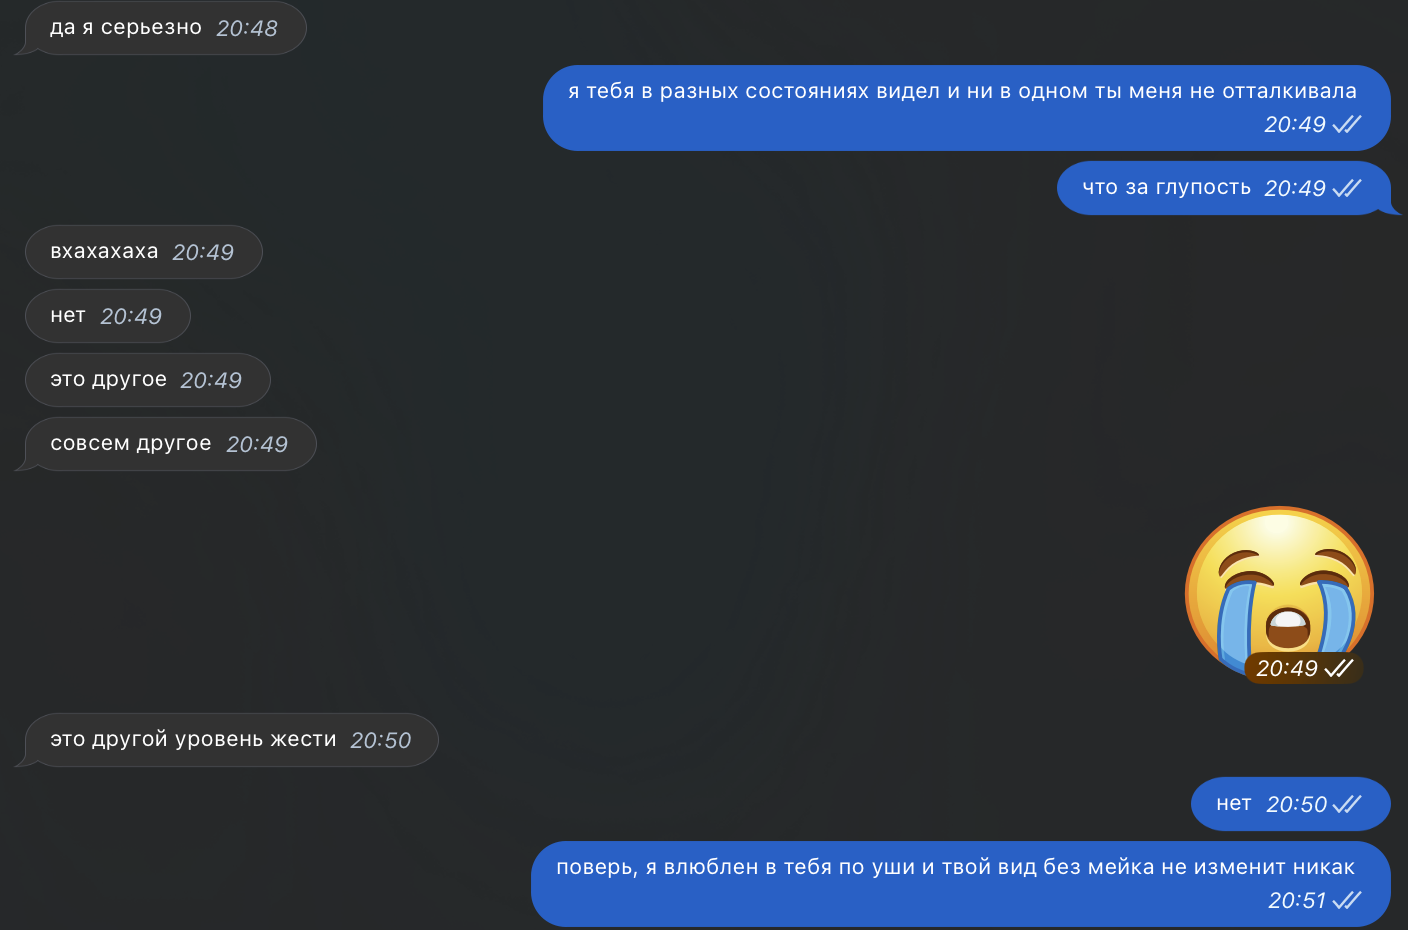 да я серьезно 20:48
я тебя в разных состояниях видел и ни в одном ты меня не отталкивала
20:49
что за глупость 20:49
вхахахаха 20:49
нет 20:49
это другое 20:49
совсем другое 20:49
20:49
это другой уровень жести 20:50
нет 20:50
поверь, я влюблен в тебя по уши и твой вид без мейка не изменит никак
20:51